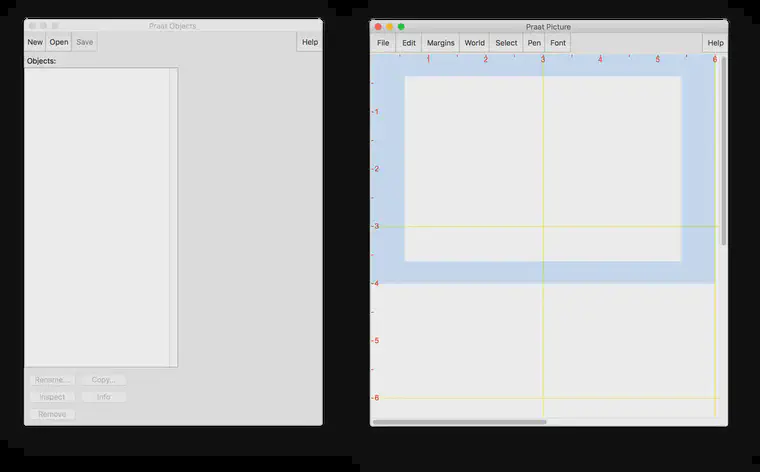 Praat Objects
New Open Save Help
Objects:
Rename... Copy...
Inspect Info
Remove
Praat Picture
File Edit Margins World Select Pen Font Help
1 2 3 4 5 6
-1
-2
-3
-4
-5
-6